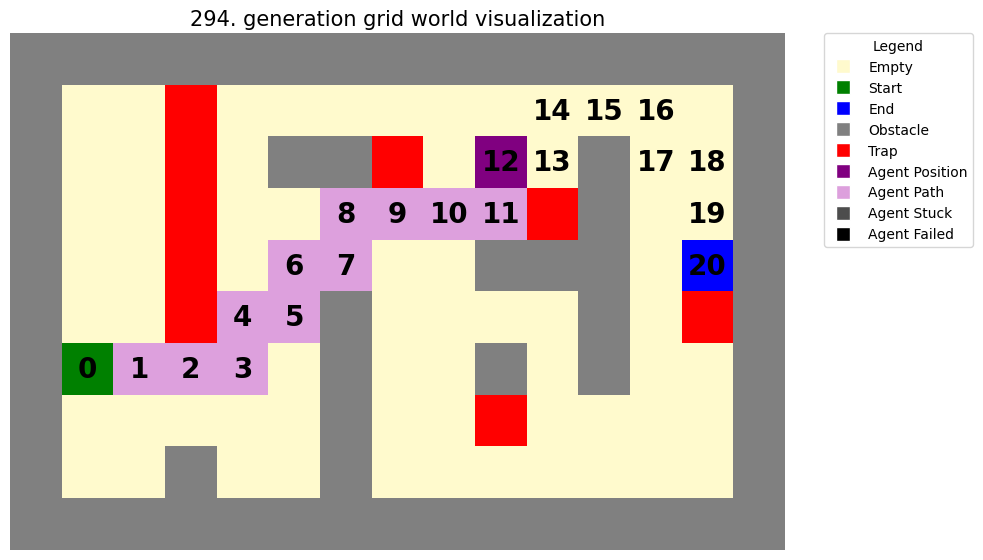 294. generation grid world visualization
14 15 16
12 13 17 18
8 9 10 11 19
6 7 20
4 5
0 1 2 3
Legend
Empty
Start
End
Obstacle
Trap
Agent Position
Agent Path
Agent Stuck
Agent Failed